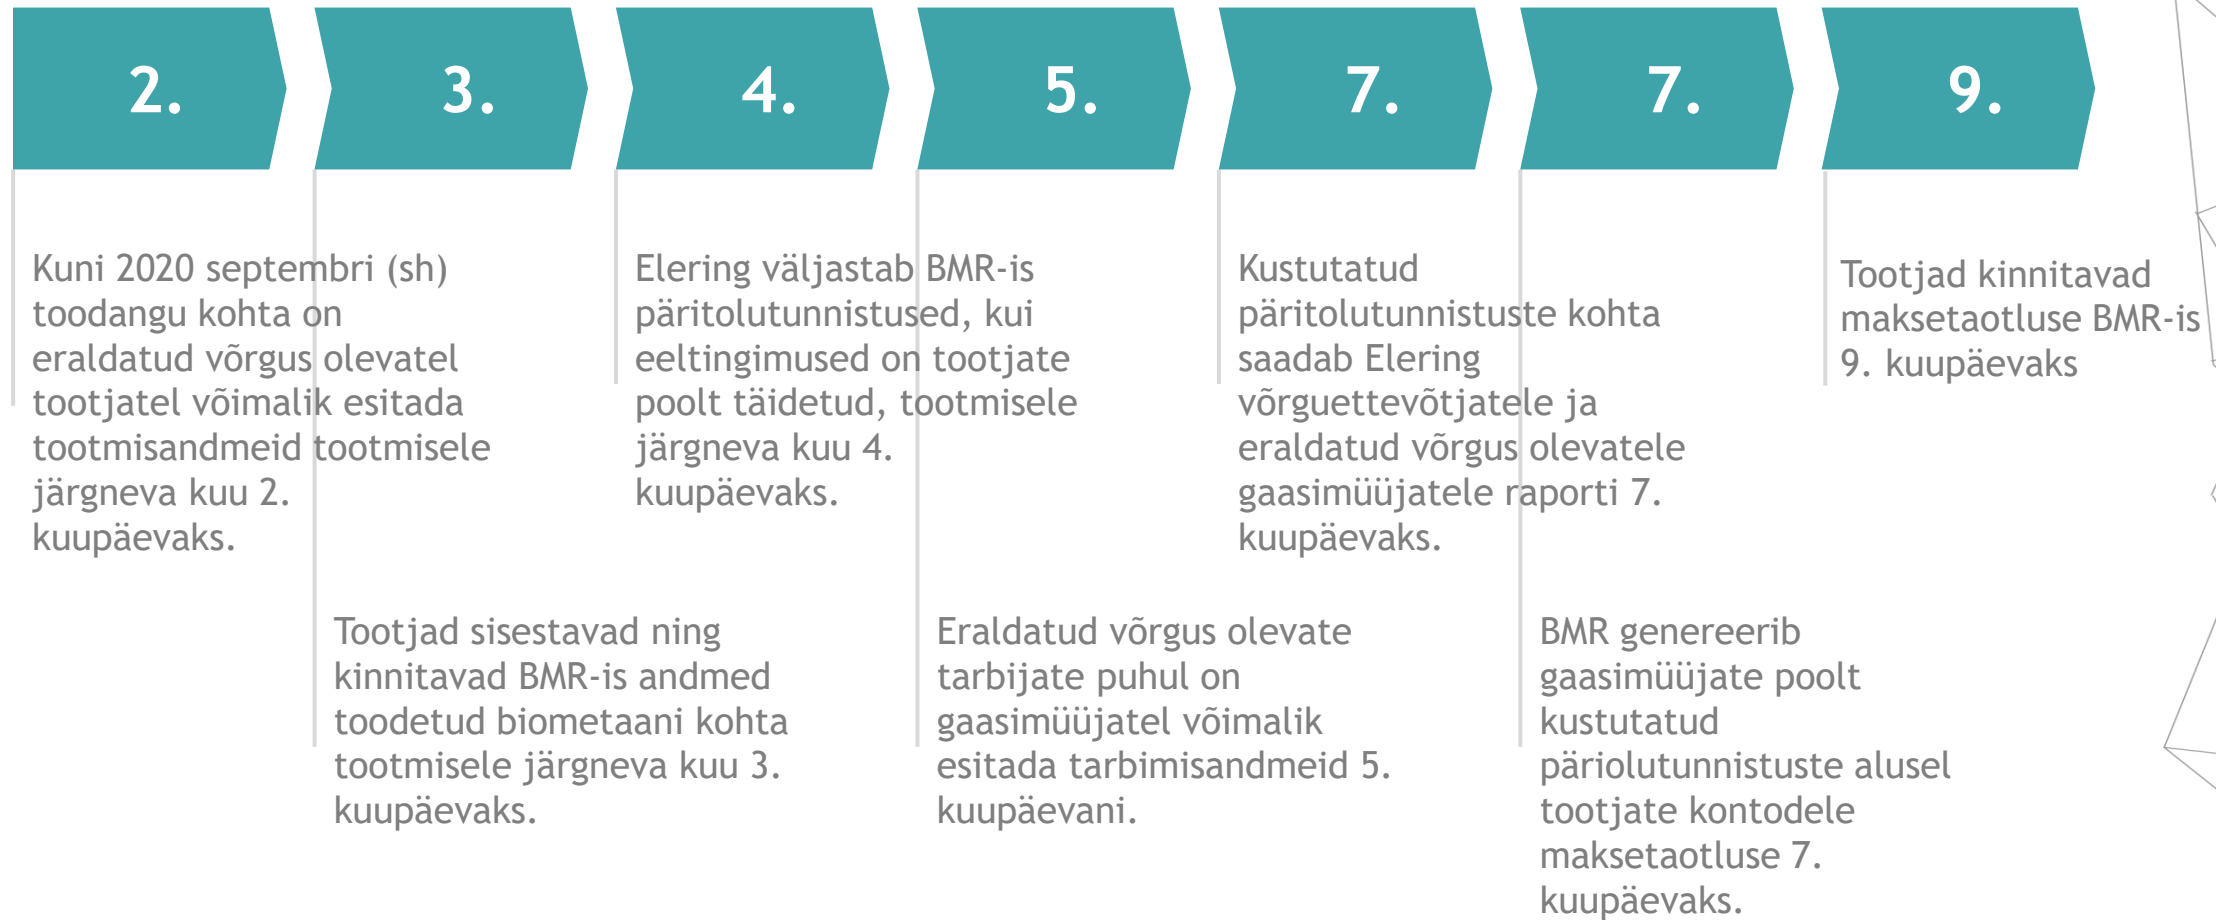 2.
3.
4.
5.
7.
7.
9.
Kuni 2020 septembri (sh)
toodangu kohta on
eraldatud võrgus olevatel
tootjatel võimalik esitada
tootmisandmeid tootmisele
järgneva kuu 2.
kuupäevaks.
Tootjad sisestavad ning
kinnitavad BMR-is andmed
toodetud biometaani kohta
tootmisele järgneva kuu 3.
kuupäevaks.
Elering väljastab BMR-is
päritolutunnistused, kui
eeltingimused on tootjate
poolt täidetud, tootmisele
järgneva kuu 4.
kuupäevaks.
Eraldatud võrgus olevate
tarbijate puhul on
gaasimüüjatel võimalik
esitada tarbimisandmeid 5.
kuupäevani.
Kustutatud
päritolutunnistuste kohta
saadab Elering
võrguettevõtjatele ja
eraldatud võrgus olevatele
gaasimüüjatele raporti 7.
kuupäevaks.
BMR genereerib
gaasimüüjate poolt
kustutatud
päriolutunnistuste alusel
tootjate kontodele
maksetaotluse 7.
kuupäevaks.
Tootjad kinnitavad
maksetaotluse BMR-is
9. kuupäevaks